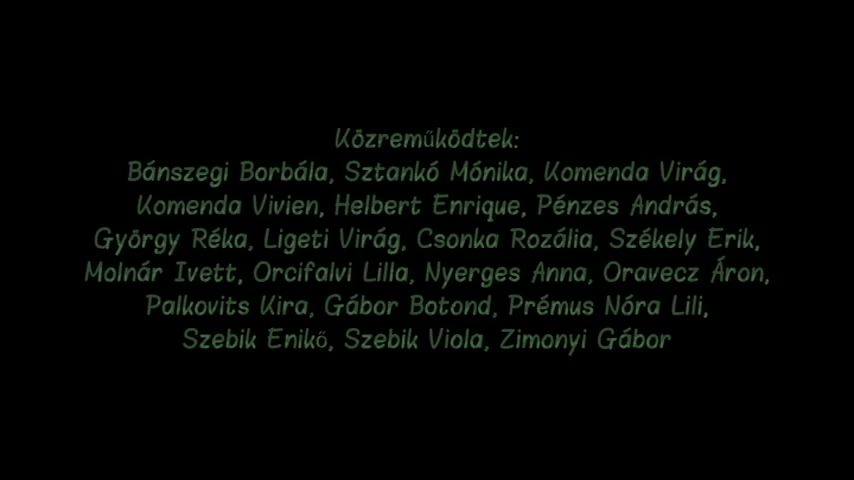 Közreműködtek:
Bánszegi Borbála, Sztankó Mónika, Komenda Virág,
Komenda Vivien, Helbert Enrique, Pénzes András,
György Réka, Ligeti Virág, Csonka Rozália, Székely Erik,
Molnár Ivett, Orcifalvi Lilla, Nyerges Anna, Oravecz Áron,
Palkovits Kira, Gábor Botond, Prémus Nóra Lili,
Szebik Enikő, Szebik Viola, Zimonyi Gábor